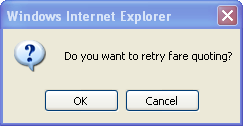 Windows Internet Explorer
Do you want to retry fare quoting?
OK
Cancel